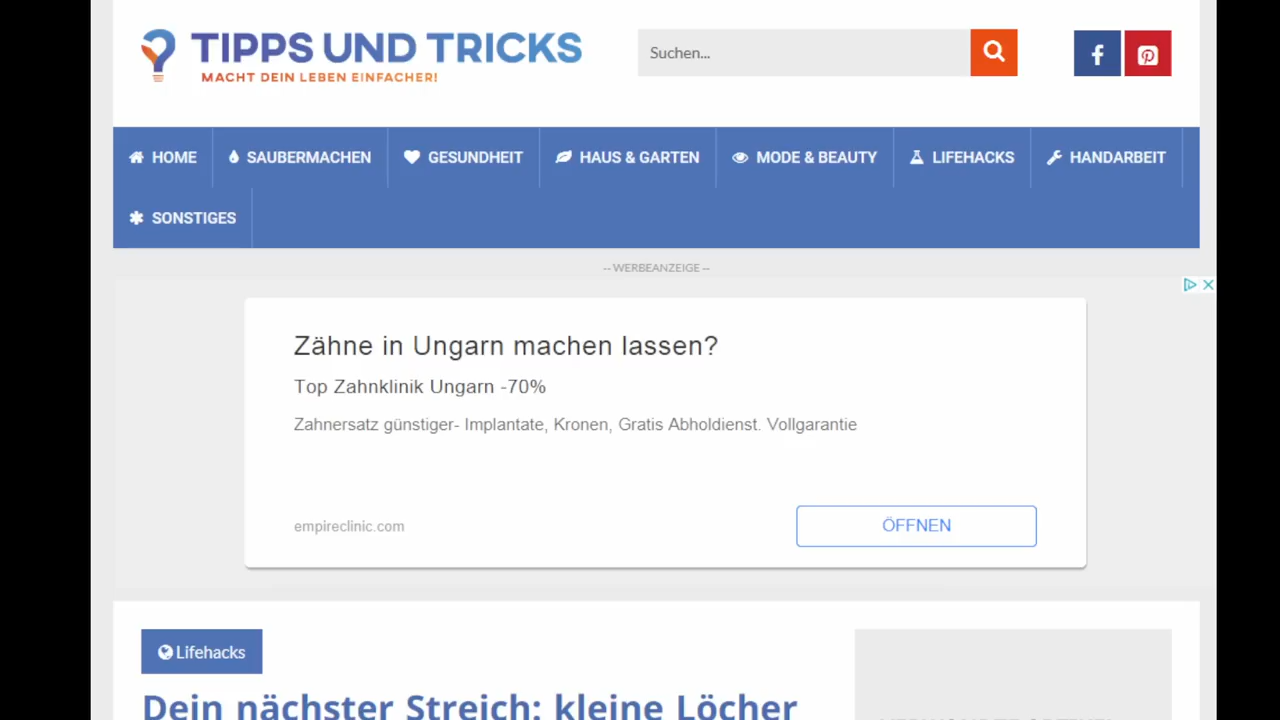 TIPPS UND TRICKS
MACHT DEIN LEBEN EINFACHER!
Suchen...
HOME
SAUBERMACHEN
GESUNDHEIT
HAUS & GARTEN
MODE & BEAUTY
LIFEHACKS
HANDARBEIT
SONSTIGES
-- WERBEANZEIGE --
Zähne in Ungarn machen lassen?
Top Zahnklinik Ungarn -70%
Zahnersatz günstiger- Implantate, Kronen, Gratis Abholdienst. Vollgarantie
empireclinic.com
ÖFFNEN
Lifehacks
Dein nächster Streich: kleine Löcher